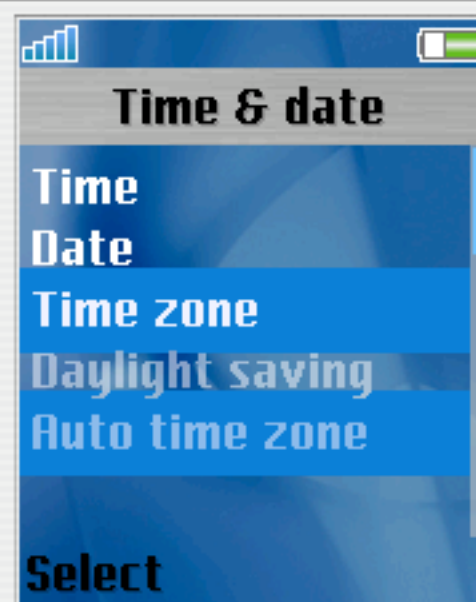 Time & date
Time
Date
Time zone
Daylight saving
Auto time zone
Select